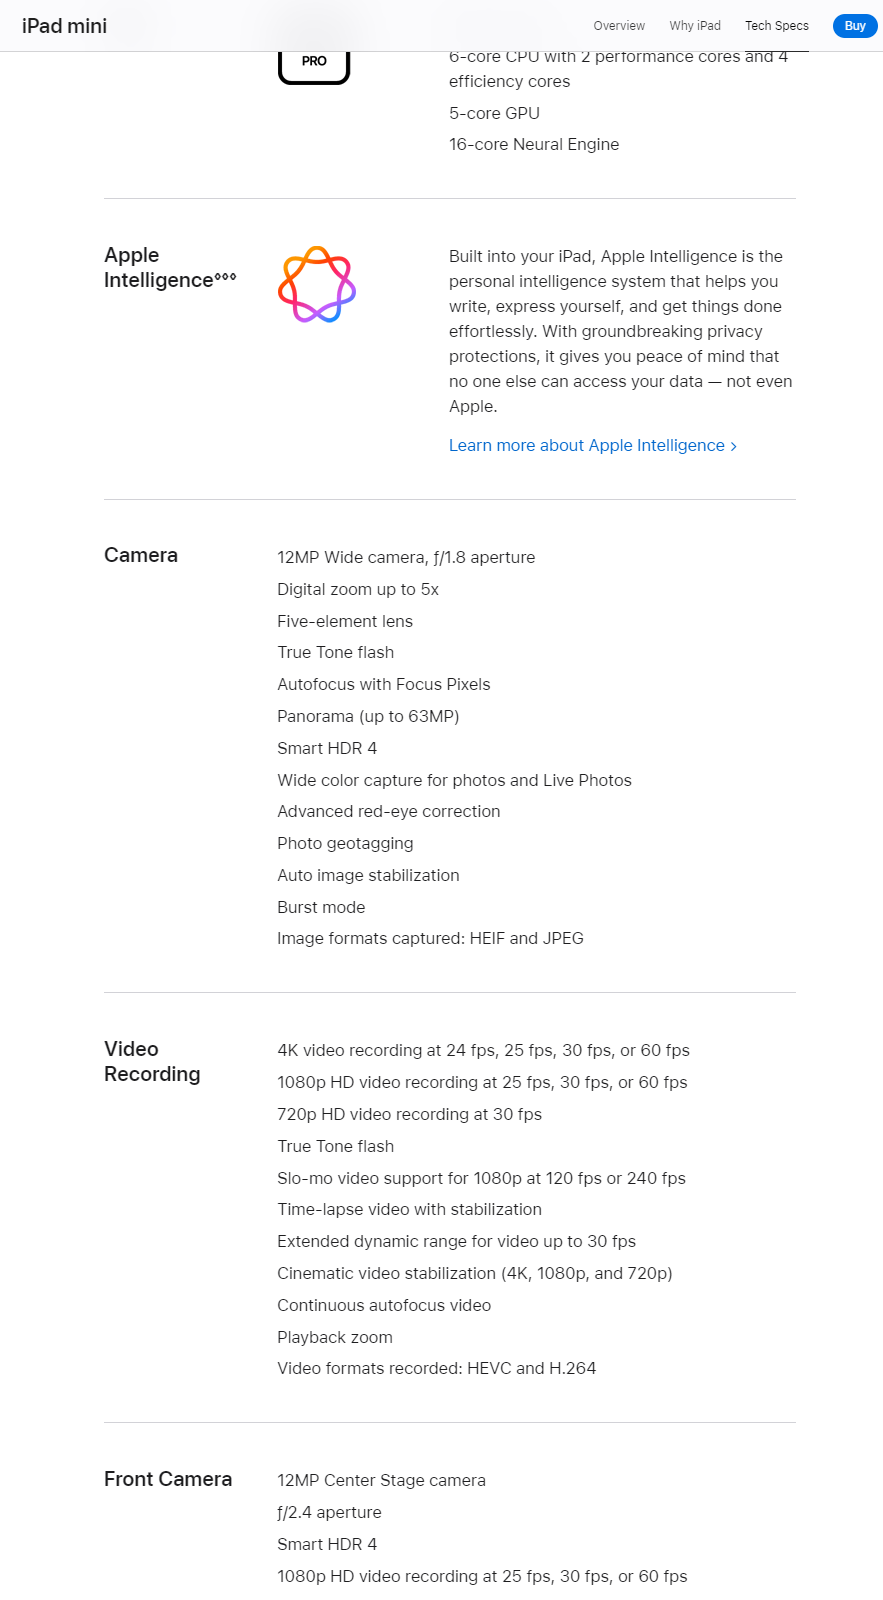 iPad mini
Overview
Why iPad
Tech Specs
Buy
PRO
6-core CPU with 2 performance cores and 4
efficiency cores
5-core GPU
16-core Neural Engine
Apple
Intelligence◊◊◊
Built into your iPad, Apple Intelligence is the
personal intelligence system that helps you
write, express yourself, and get things done
effortlessly. With groundbreaking privacy
protections, it gives you peace of mind that
no one else can access your data — not even
Apple.
Learn more about Apple Intelligence >
Camera
12MP Wide camera, ƒ/1.8 aperture
Digital zoom up to 5x
Five-element lens
True Tone flash
Autofocus with Focus Pixels
Panorama (up to 63MP)
Smart HDR 4
Wide color capture for photos and Live Photos
Advanced red-eye correction
Photo geotagging
Auto image stabilization
Burst mode
Image formats captured: HEIF and JPEG
Video
Recording
4K video recording at 24 fps, 25 fps, 30 fps, or 60 fps
1080p HD video recording at 25 fps, 30 fps, or 60 fps
720p HD video recording at 30 fps
True Tone flash
Slo-mo video support for 1080p at 120 fps or 240 fps
Time-lapse video with stabilization
Extended dynamic range for video up to 30 fps
Cinematic video stabilization (4K, 1080p, and 720p)
Continuous autofocus video
Playback zoom
Video formats recorded: HEVC and H.264
Front Camera
12MP Center Stage camera
ƒ/2.4 aperture
Smart HDR 4
1080p HD video recording at 25 fps, 30 fps, or 60 fps